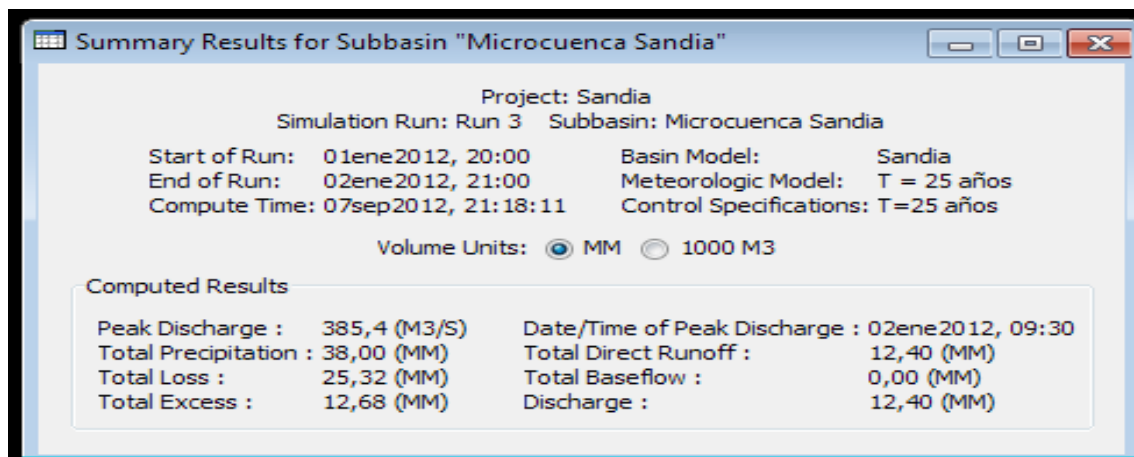 Summary Results for Subbasin "Microcuenca Sandia"
Project: Sandia
Simulation Run: Run 3 Subbasin: Microcuenca Sandia
Start of Run: 01ene2012, 20:00 Basin Model: Sandia
End of Run: 02ene2012, 21:00 Meteorologic Model: T = 25 años
Compute Time: 07sep2012, 21:18:11 Control Specifications: T=25 años
Volume Units: MM 1000 M3
Computed Results
Peak Discharge : 385,4 (M3/S) Date/Time of Peak Discharge : 02ene2012, 09:30
Total Precipitation : 38,00 (MM) Total Direct Runoff : 12,40 (MM)
Total Loss : 25,32 (MM) Total Baseflow : 0,00 (MM)
Total Excess : 12,68 (MM) Discharge : 12,40 (MM)